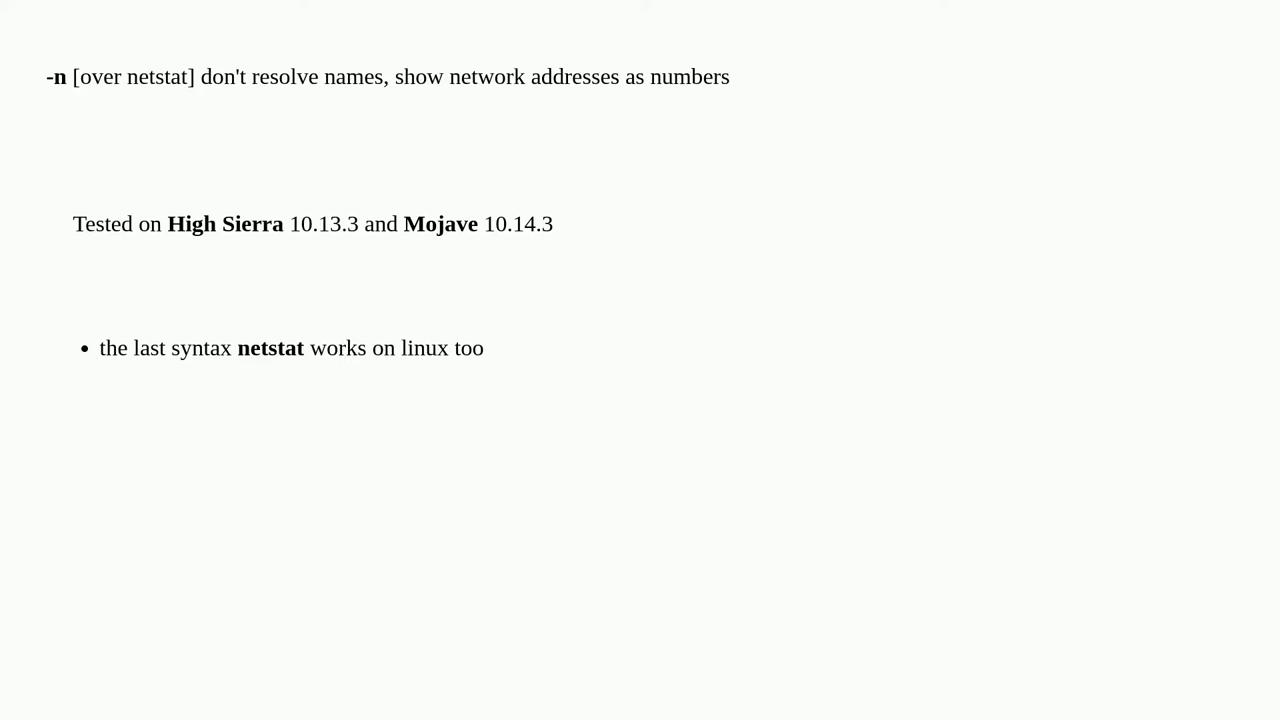 -n [over netstat] don't resolve names, show network addresses as numbers
Tested on High Sierra 10.13.3 and Mojave 10.14.3
• the last syntax netstat works on linux too